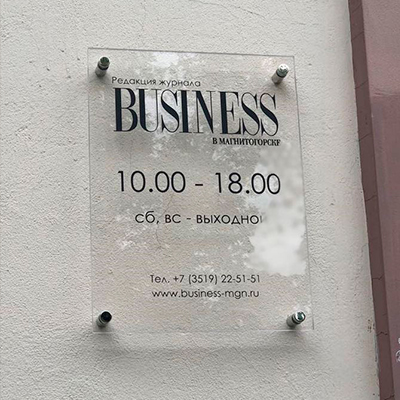 Редакция журнала
BUSINESS
В МАГНИТОГОРСКЕ
10.00 - 18.00
сб, вс - выходной
Тел. +7 (3519) 22-51-51
www.business-mgn.ru